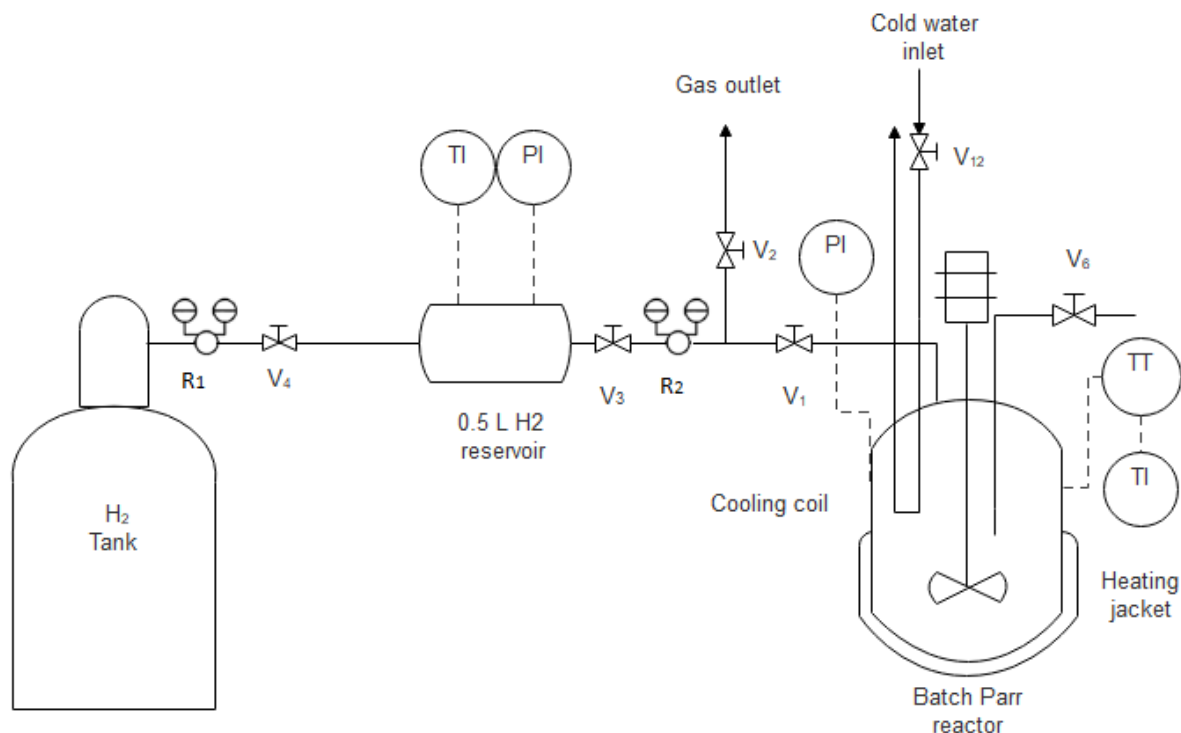 Cold water
inlet
Gas outlet
TI
PI
V₁₂
V₂
PI
V₆
R1
V₄
V₃
R2
V₁
TT
0.5 L H2
reservoir
TI
Cooling coil
H₂
Tank
Heating
jacket
Batch Parr
reactor